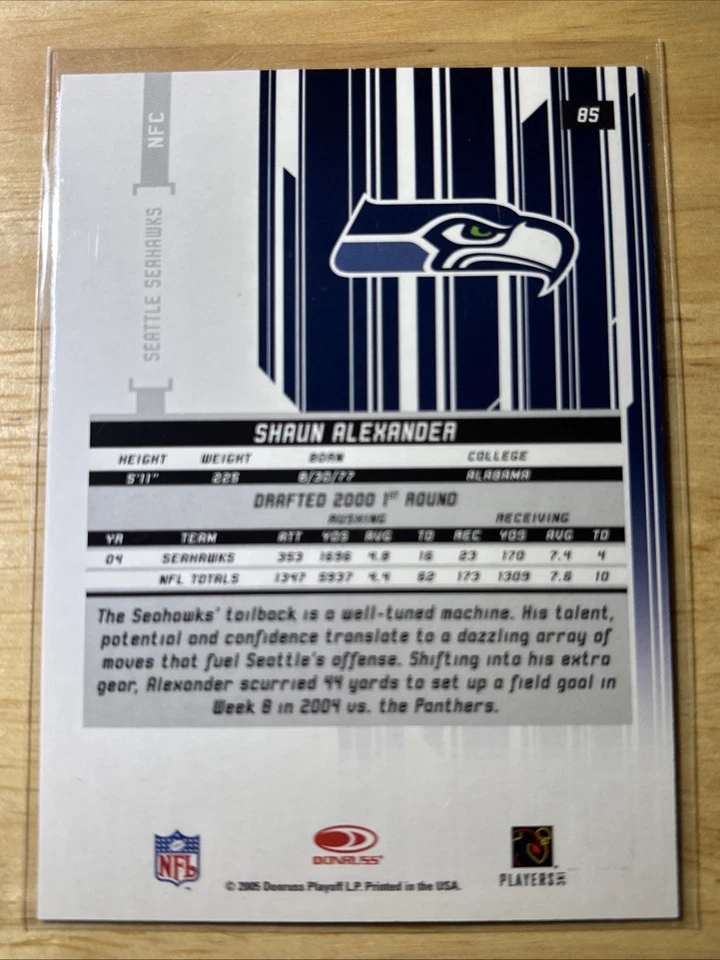 85
NFC
SEATTLE SEAHAWKS
SHAUN ALEXANDER
HEIGHT WEIGHT BORN COLLEGE
5'11" 225 8/30/77 ALABAMA
DRAFTED 2000 1ST ROUND
RUSHING RECEIVING
YR TEAM ATT YDS AVG TD REC YDS AVG TD
04 SEAHAWKS 353 1696 4.8 16 23 170 7.4 4
NFL TOTALS 1347 5937 4.4 62 173 1309 7.6 10
The Seahawks' tailback is a well-tuned machine. His talent,
potential and confidence translate to a dazzling array of
moves that fuel Seattle's offense. Shifting into his extra
gear, Alexander scurried 44 yards to set up a field goal in
Week 8 in 2004 vs. the Panthers.
NFL
DONRUSS
PLAYERS INC
© 2005 Donruss Playoff L.P. Printed in the USA.